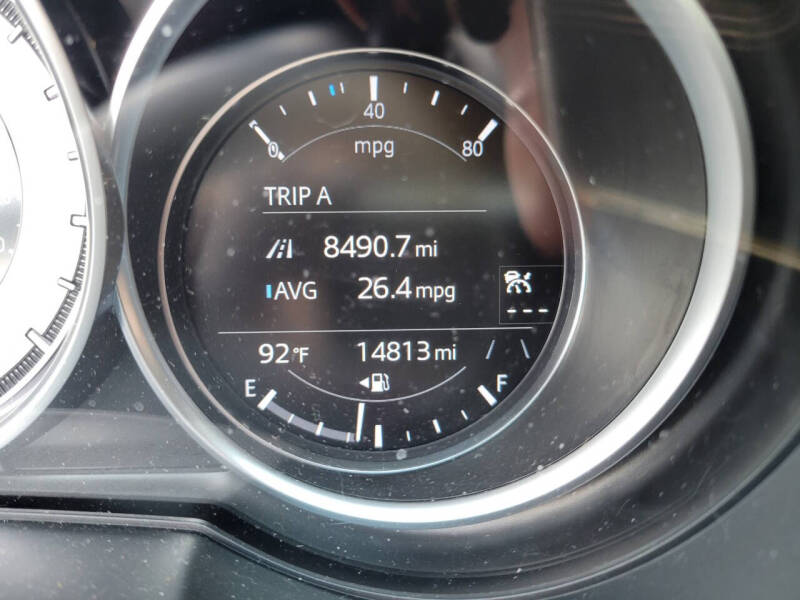 0 40 80
mpg
TRIP A
8490.7 mi
AVG 26.4 mpg
---
92°F 14813 mi
E F